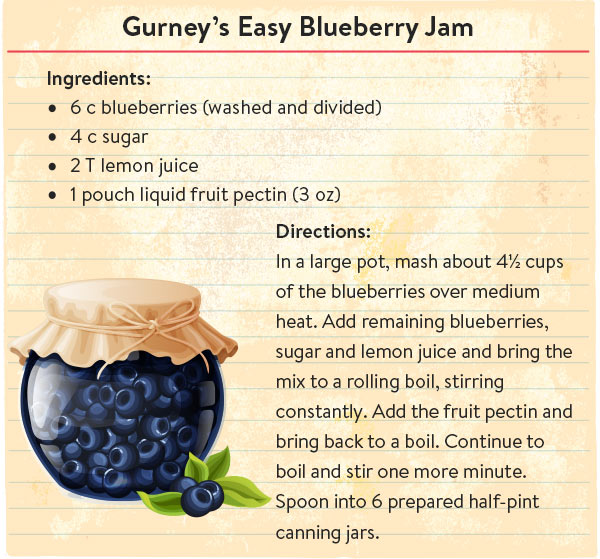 Gurney’s Easy Blueberry Jam
Ingredients:
• 6 c blueberries (washed and divided)
• 4 c sugar
• 2 T lemon juice
• 1 pouch liquid fruit pectin (3 oz)
Directions:
In a large pot, mash about 4½ cups
of the blueberries over medium
heat. Add remaining blueberries,
sugar and lemon juice and bring the
mix to a rolling boil, stirring
constantly. Add the fruit pectin and
bring back to a boil. Continue to
boil and stir one more minute.
Spoon into 6 prepared half-pint
canning jars.